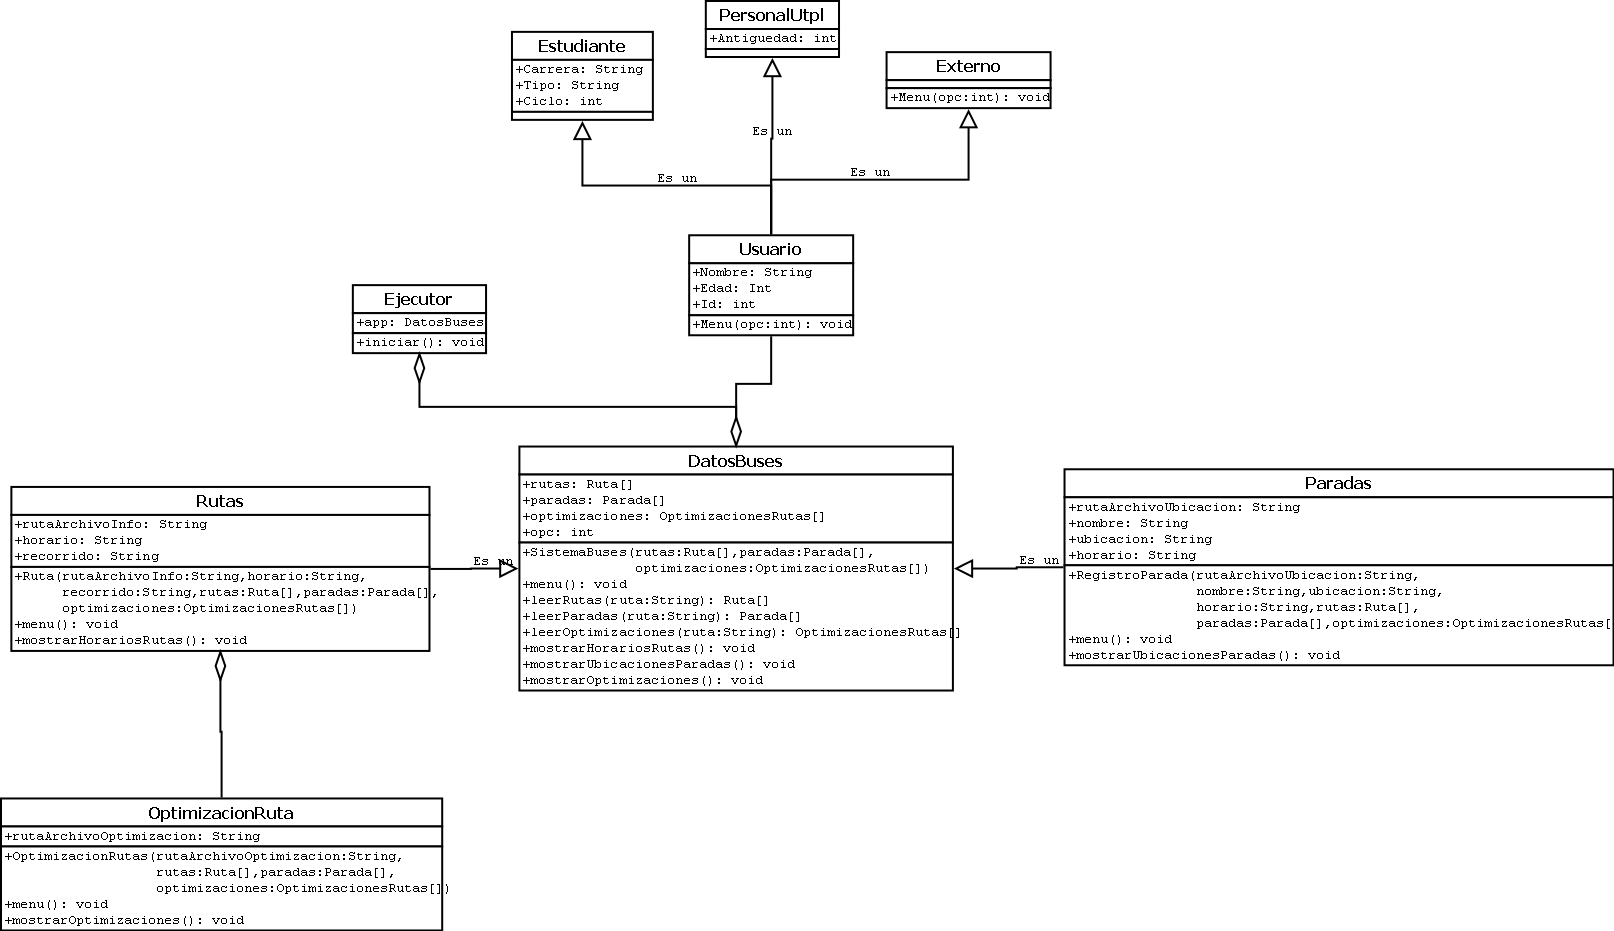 PersonalUtpl
+Antiguedad: int
Estudiante
+Carrera: String
+Tipo: String
+Ciclo: int
Externo
+Menu(opc:int): void
Es un
Es un
Es un
Usuario
+Nombre: String
+Edad: Int
+Id: int
+Menu(opc:int): void
Ejecutor
+app: DatosBuses
+iniciar(): void
DatosBuses
+rutas: Ruta[]
+paradas: Parada[]
+optimizaciones: OptimizacionesRutas[]
+opc: int
+SistemaBuses(rutas:Ruta[],paradas:Parada[],
optimizaciones:OptimizacionesRutas[])
+menu(): void
+leerRutas(ruta:String): Ruta[]
+leerParadas(ruta:String): Parada[]
+leerOptimizaciones(ruta:String): OptimizacionesRutas[]
+mostrarHorariosRutas(): void
+mostrarUbicacionesParadas(): void
+mostrarOptimizaciones(): void
Rutas
+rutaArchivoInfo: String
+horario: String
+recorrido: String
+Ruta(rutaArchivoInfo:String,horario:String,
recorrido:String,rutas:Ruta[],paradas:Parada[],
optimizaciones:OptimizacionesRutas[])
+menu(): void
+mostrarHorariosRutas(): void
Es un
Es un
Paradas
+rutaArchivoUbicacion: String
+nombre: String
+ubicacion: String
+horario: String
+RegistroParada(rutaArchivoUbicacion:String,
nombre:String,ubicacion:String,
horario:String,rutas:Ruta[],
paradas:Parada[],optimizaciones:OptimizacionesRutas[
+menu(): void
+mostrarUbicacionesParadas(): void
OptimizacionRuta
+rutaArchivoOptimizacion: String
+OptimizacionRutas(rutaArchivoOptimizacion:String,
rutas:Ruta[],paradas:Parada[],
optimizaciones:OptimizacionesRutas[])
+menu(): void
+mostrarOptimizaciones(): void